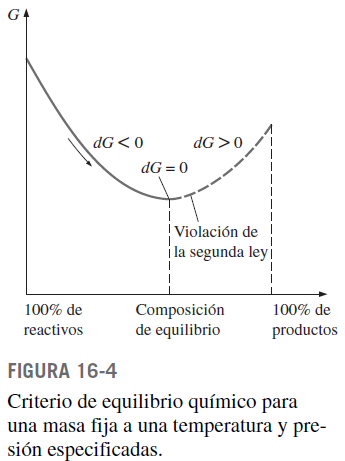 G
dG < 0
dG > 0
dG = 0
Violación de
la segunda ley
100% de
reactivos
Composición
de equilibrio
100% de
productos
FIGURA 16-4
Criterio de equilibrio químico para
una masa fija a una temperatura y pre-
sión especificadas.